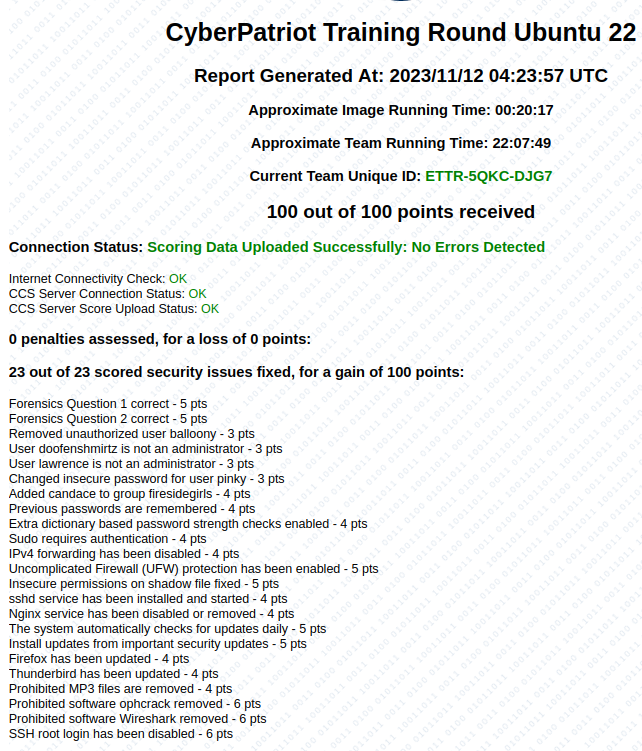 CyberPatriot Training Round Ubuntu 22
Report Generated At: 2023/11/12 04:23:57 UTC
Approximate Image Running Time: 00:20:17
Approximate Team Running Time: 22:07:49
Current Team Unique ID: ETTR-5QKC-DJG7
100 out of 100 points received
Connection Status: Scoring Data Uploaded Successfully: No Errors Detected
Internet Connectivity Check: OK
CCS Server Connection Status: OK
CCS Server Score Upload Status: OK
0 penalties assessed, for a loss of 0 points:
23 out of 23 scored security issues fixed, for a gain of 100 points:
Forensics Question 1 correct - 5 pts
Forensics Question 2 correct - 5 pts
Removed unauthorized user balloony - 3 pts
User doofenshmirtz is not an administrator - 3 pts
User lawrence is not an administrator - 3 pts
Changed insecure password for user pinky - 3 pts
Added candace to group firesidegirls - 4 pts
Previous passwords are remembered - 4 pts
Extra dictionary based password strength checks enabled - 4 pts
Sudo requires authentication - 4 pts
IPv4 forwarding has been disabled - 4 pts
Uncomplicated Firewall (UFW) protection has been enabled - 5 pts
Insecure permissions on shadow file fixed - 5 pts
sshd service has been installed and started - 4 pts
Nginx service has been disabled or removed - 4 pts
The system automatically checks for updates daily - 5 pts
Install updates from important security updates - 5 pts
Firefox has been updated - 4 pts
Thunderbird has been updated - 4 pts
Prohibited MP3 files are removed - 4 pts
Prohibited software ophcrack removed - 6 pts
Prohibited software Wireshark removed - 6 pts
SSH root login has been disabled - 6 pts